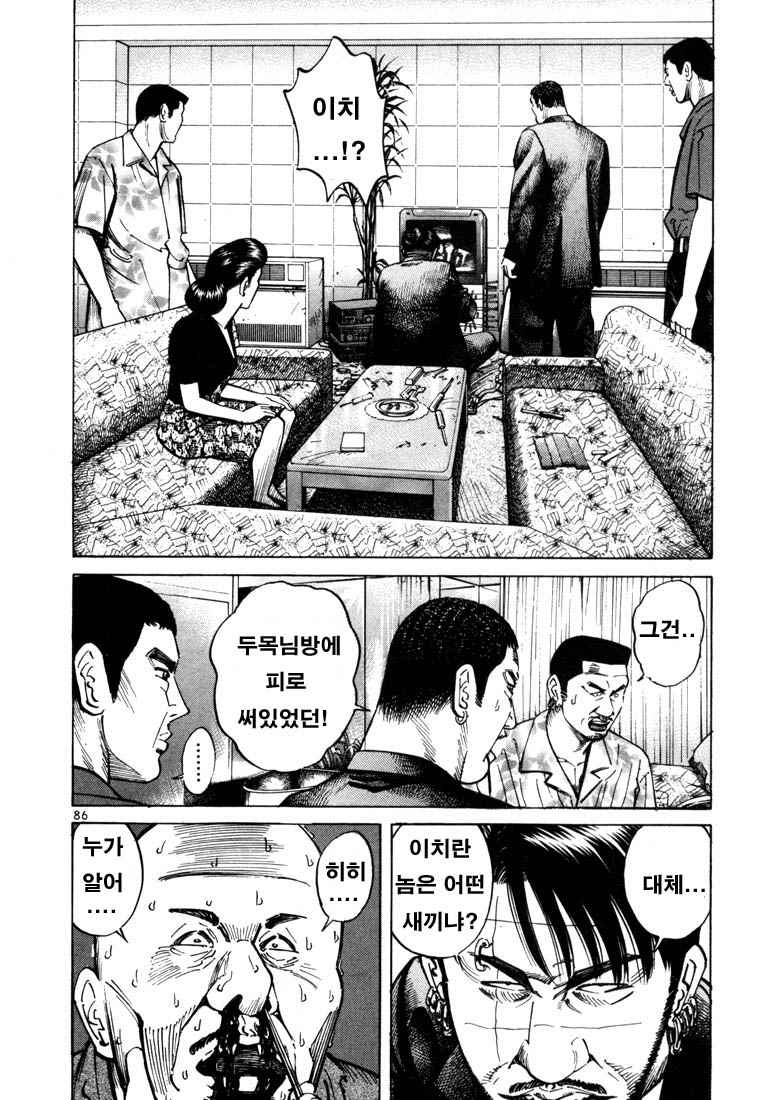 이치
...!?
그건..
두목님방에
피로
써있었던!
......
86
대체...
이치란
놈은 어떤
새끼냐?
히히
....
누가
알어
....